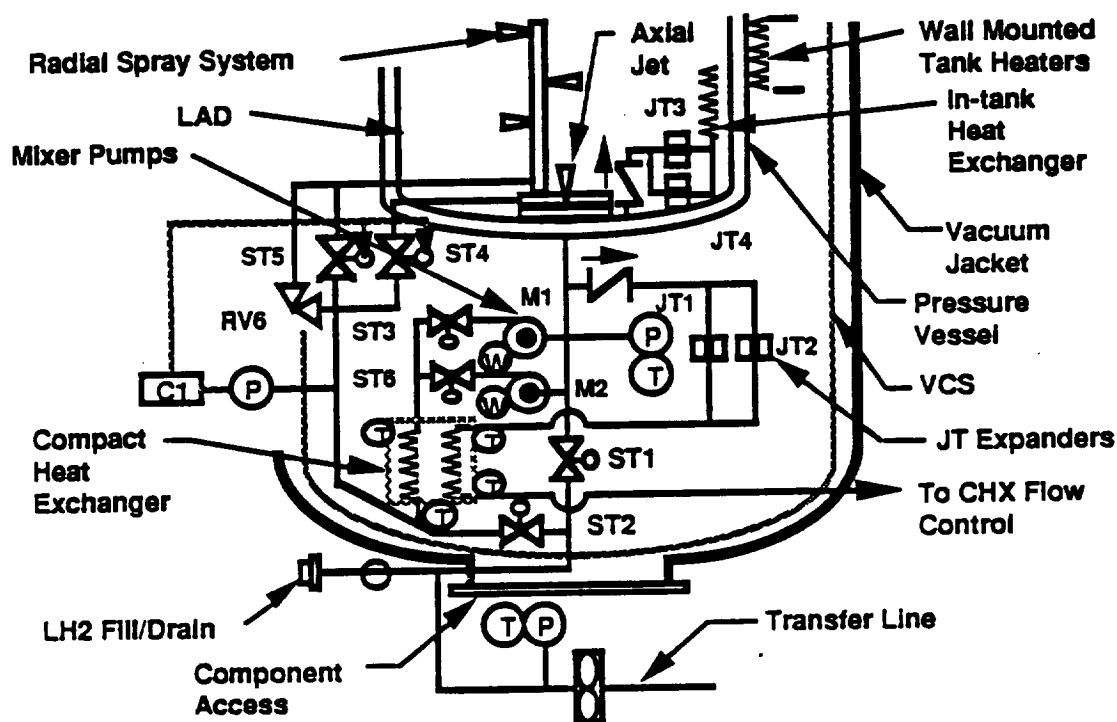 Radial Spray System
Axial
Jet
Wall Mounted
Tank Heaters
LAD
JT3
In-tank
Heat
Exchanger
Mixer Pumps
ST5
ST4
JT4
Vacuum
Jacket
M1
JT1
Pressure
Vessel
RV6
ST3
P
JT2
W
T
C1
P
ST6
M2
VCS
W
Compact
Heat
Exchanger
T
T
ST1
JT Expanders
T
T
ST2
To CHX Flow
Control
LH2 Fill/Drain
T
P
Transfer Line
Component
Access